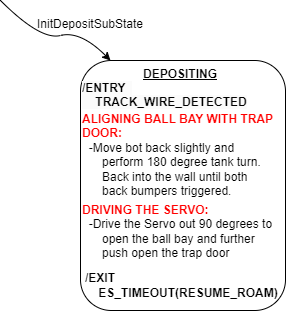 InitDepositSubState
DEPOSITING
/ENTRY
TRACK_WIRE_DETECTED
ALIGNING BALL BAY WITH TRAP
DOOR:
-Move bot back slightly and
perform 180 degree tank turn.
Back into the wall until both
back bumpers triggered.
DRIVING THE SERVO:
-Drive the Servo out 90 degrees to
open the ball bay and further
push open the trap door
/EXIT
ES_TIMEOUT(RESUME_ROAM)